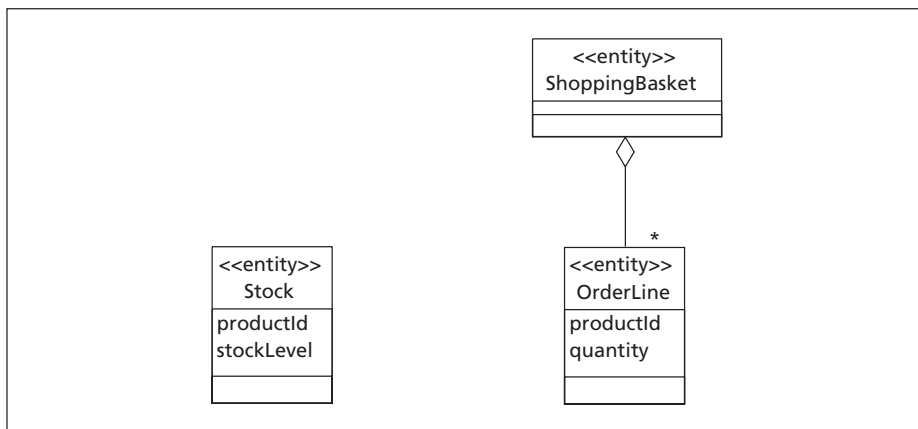 <<entity>>
ShoppingBasket
*
<<entity>>
Stock
productId
stockLevel
<<entity>>
OrderLine
productId
quantity